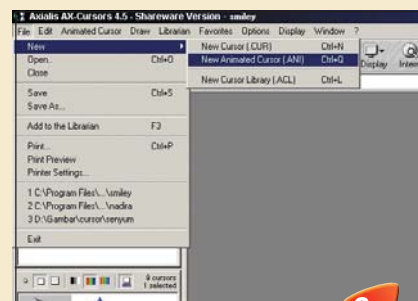 Axialis AX-Cursors 4.5 - Shareware Version - smiley
File Edit Animated Cursor Draw Librarian Favorites Options Display Window ?
New
Open... Ctrl+O
Close
Save Ctrl+S
Save As...
Add to the Librarian F3
Print... Ctrl+P
Print Preview
Printer Settings...
1 C:\Program Files\...\smiley
2 C:\Program Files\...\nadira
3 D:\Gambar\cursor\senyum
Exit
New Cursor (.CUR) Ctrl+N
New Animated Cursor (.ANI) Ctrl+Q
New Cursor Library (.ACL) Ctrl+L
Display
9 cursors
1 selected